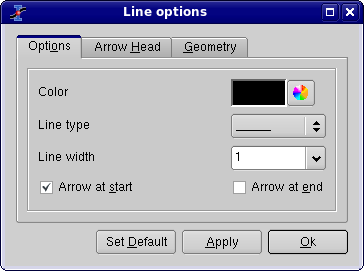 Line options
Options Arrow Head Geometry
Color
Line type
Line width 1
Arrow at start Arrow at end
Set Default Apply Ok